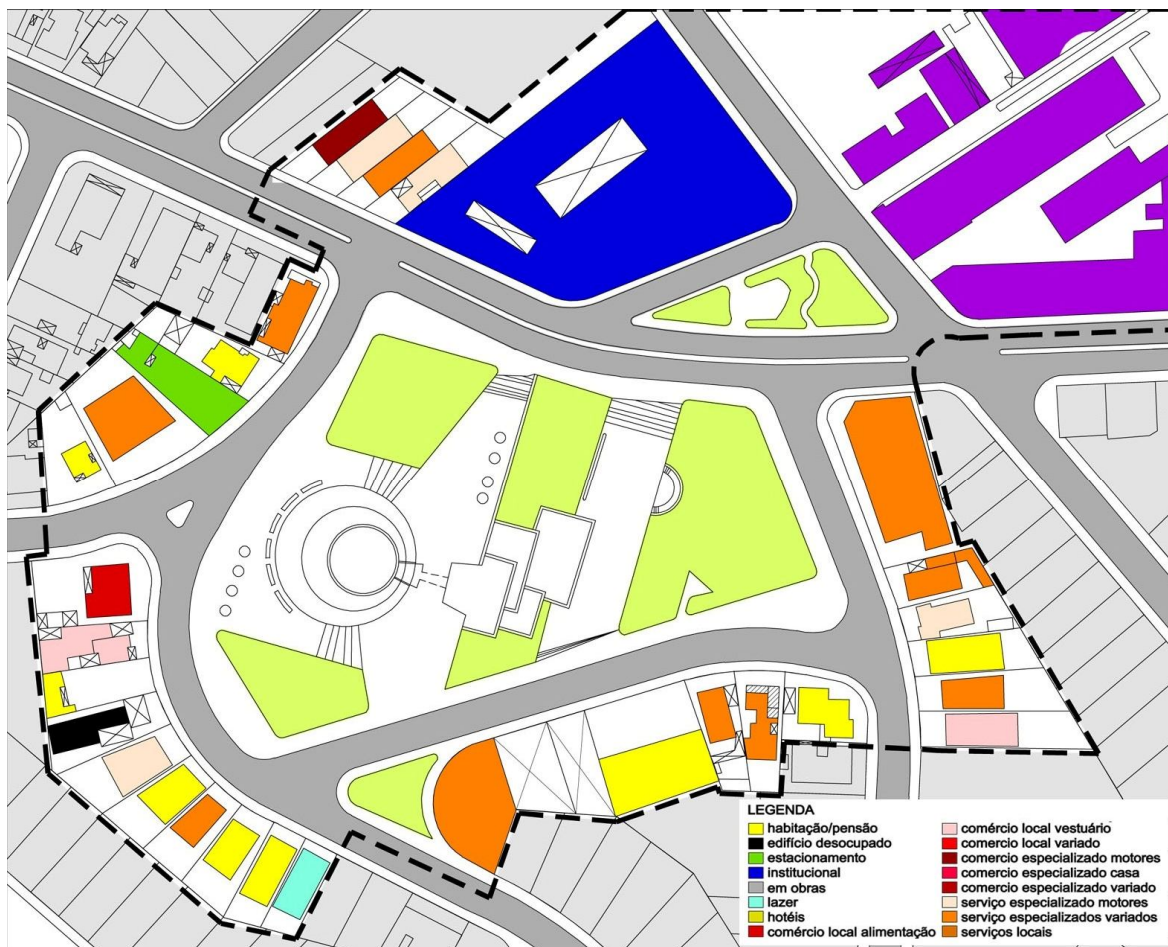 LEGENDA
habitação/pensão
edifício desocupado
estacionamento
institucional
em obras
lazer
hotéis
comércio local alimentação
comércio local vestuário
comercio local variado
comercio especializado motores
comercio especializado casa
comercio especializado variado
serviço especializado motores
serviço especializados variados
serviços locais